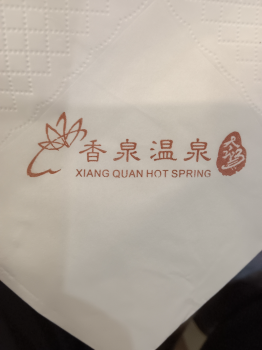 香泉温泉
XIANG QUAN HOT SPRING